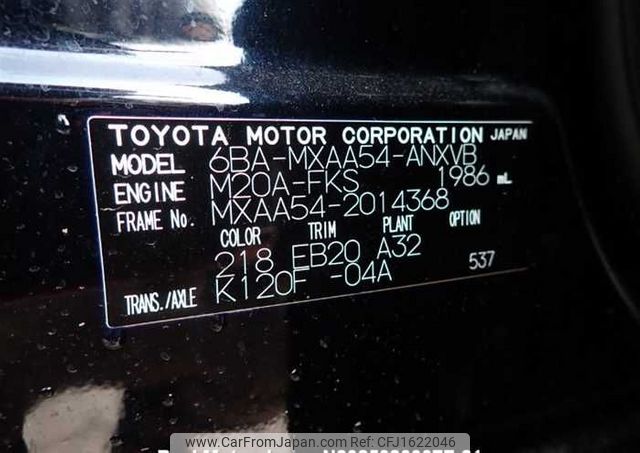 TOYOTA MOTOR CORPORATION JAPAN
MODEL 6BA-MXAA54-ANXVB
ENGINE M20A-FKS 1986 mL
FRAME No. MXAA54-2014368
COLOR TRIM PLANT OPTION
218 EB20 A32 537
TRANS./AXLE K120F -04A
www.CarFromJapan.com - CFJ1622046